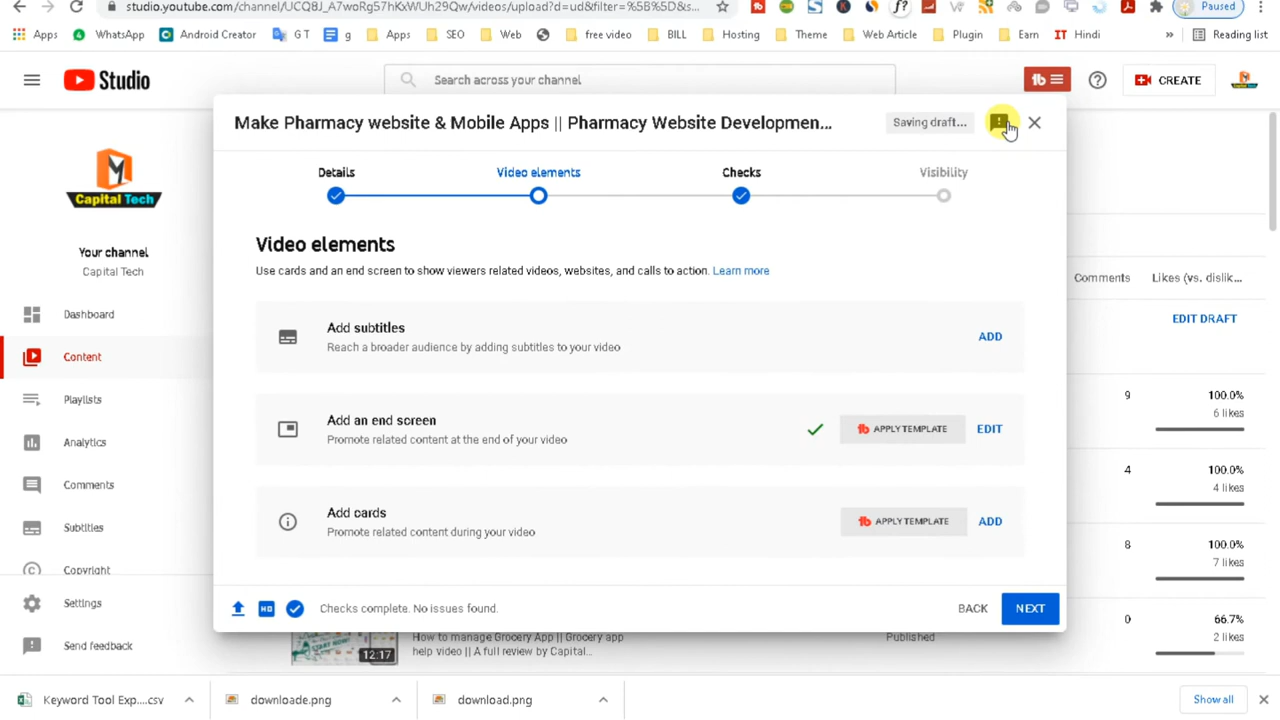 studio.youtube.com/channel/UCQ8J_A7woRg57hKxWUh29Qw/videos/upload?d=ud&filter=%5B%5D&s...
Paused
Apps WhatsApp Android Creator G T g Apps SEO Web free video BILL Hosting Theme Web Article Plugin Earn IT Hindi » Reading list
Studio
Search across your channel
CREATE
Make Pharmacy website & Mobile Apps || Pharmacy Website Developmen...
Saving draft...
Details Video elements Checks Visibility
Capital Tech
Your channel
Capital Tech
Dashboard
Content
Playlists
Analytics
Comments
Subtitles
Copyright
Settings
Send feedback
Video elements
Use cards and an end screen to show viewers related videos, websites, and calls to action. Learn more
Add subtitles
Reach a broader audience by adding subtitles to your video
ADD
Add an end screen
Promote related content at the end of your video
APPLY TEMPLATE EDIT
Add cards
Promote related content during your video
APPLY TEMPLATE ADD
HD Checks complete. No issues found.
BACK NEXT
Comments Likes (vs. dislik...
EDIT DRAFT
9 100.0%
6 likes
4 100.0%
4 likes
8 100.0%
7 likes
0 66.7%
2 likes
12:17
How to manage Grocery App || Grocery app
help video || A full review by Capital...
Published
Keyword Tool Exp....csv downloade.png download.png Show all